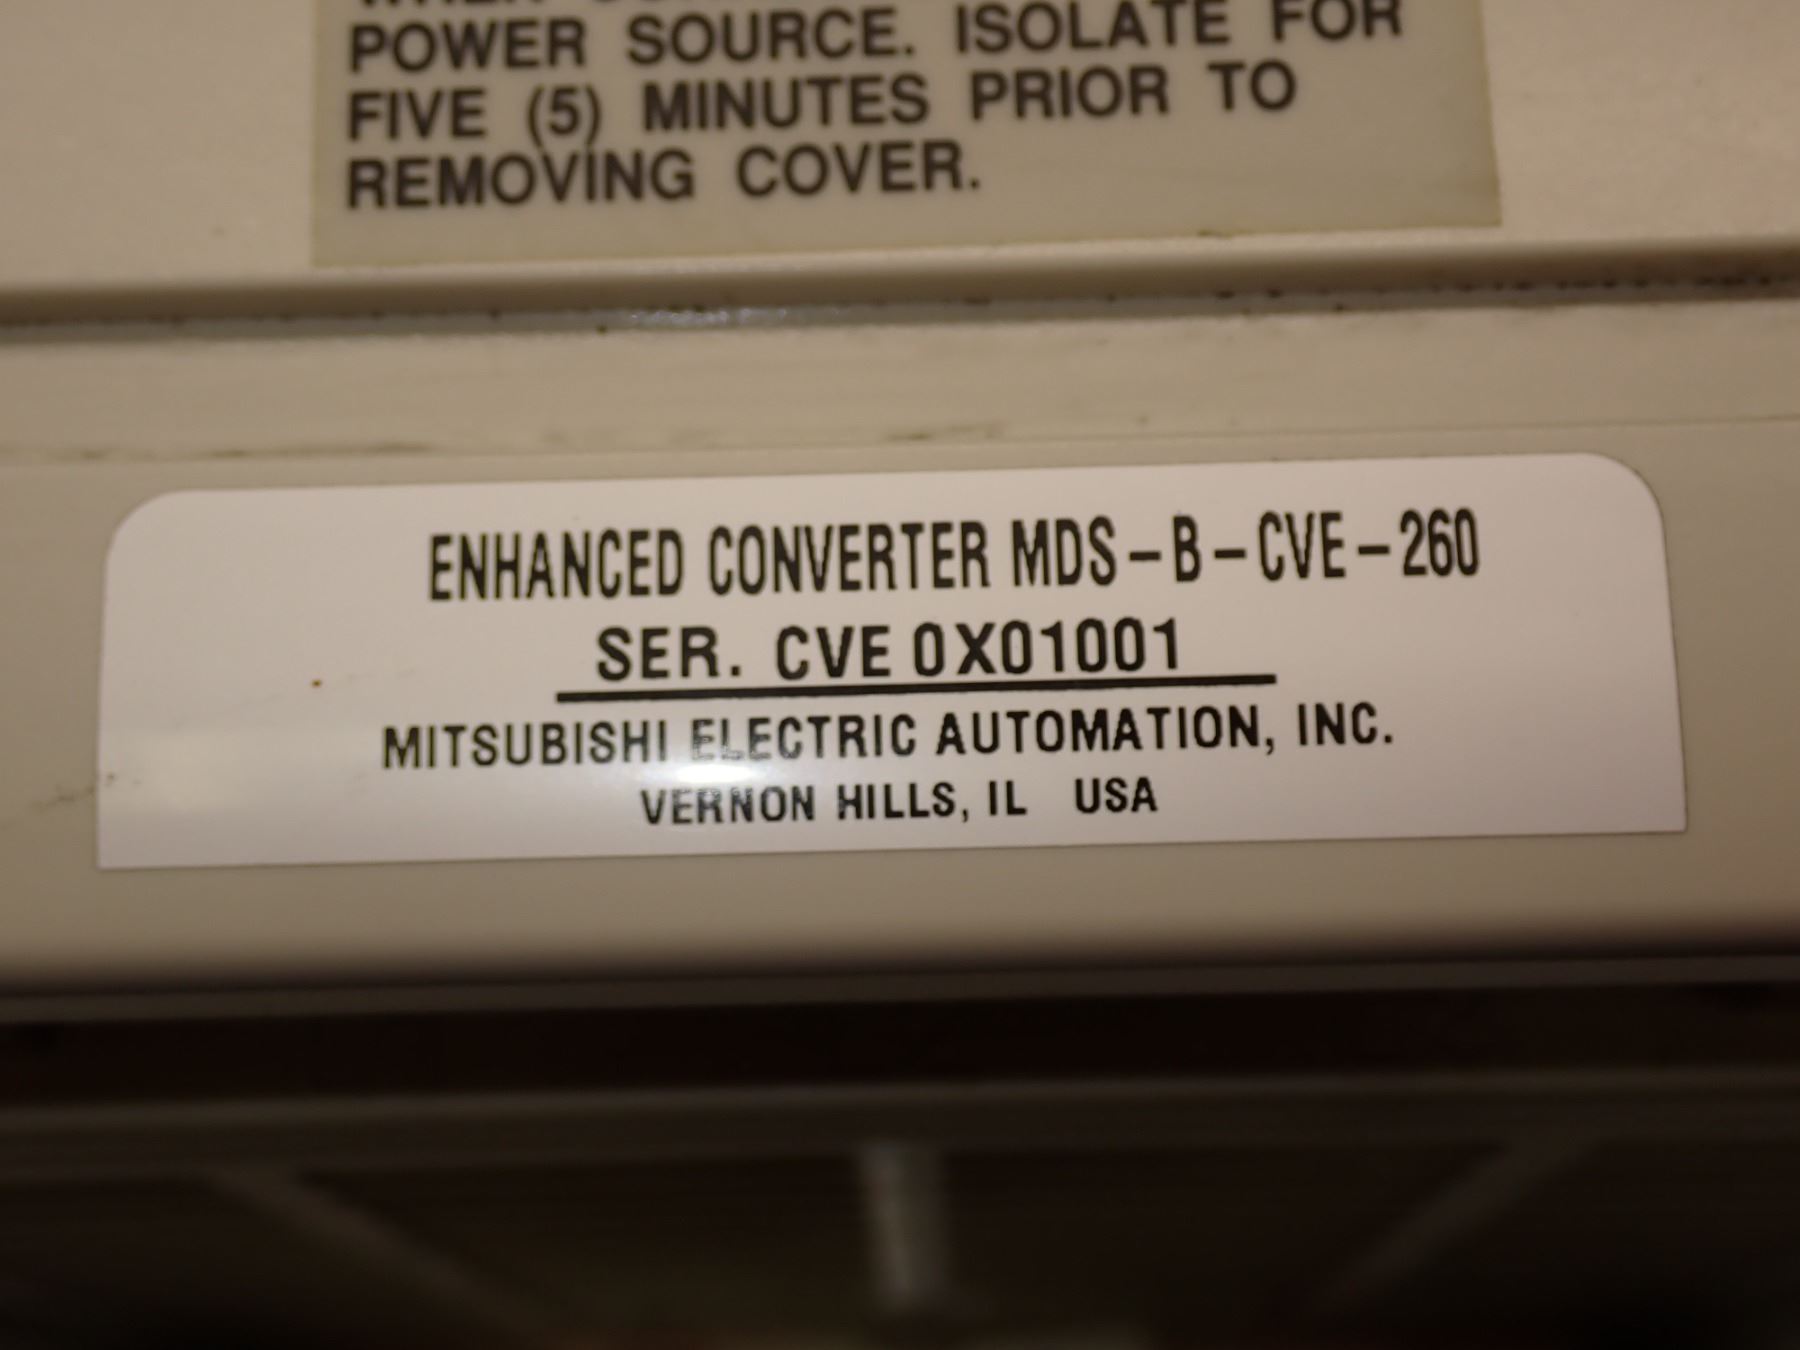 POWER SOURCE. ISOLATE FOR
FIVE (5) MINUTES PRIOR TO
REMOVING COVER.
ENHANCED CONVERTER MDS-B-CVE-260
SER. CVE 0X01001
MITSUBISHI ELECTRIC AUTOMATION, INC.
VERNON HILLS, IL USA